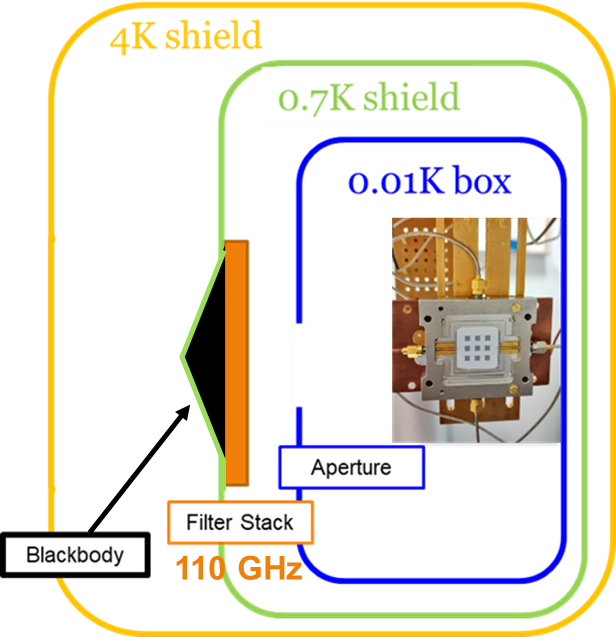 4K shield
0.7K shield
0.01K box
Aperture
Filter Stack
Blackbody
110 GHz